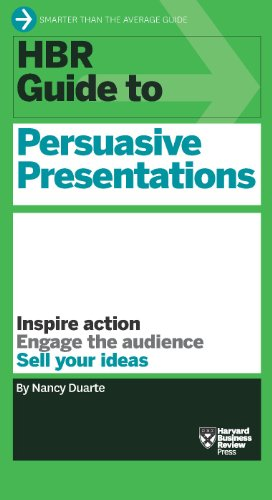 SMARTER THAN THE AVERAGE GUIDE
HBR
Guide to
Persuasive
Presentations
Inspire action
Engage the audience
Sell your ideas
By Nancy Duarte
Harvard
Business
Review
Press